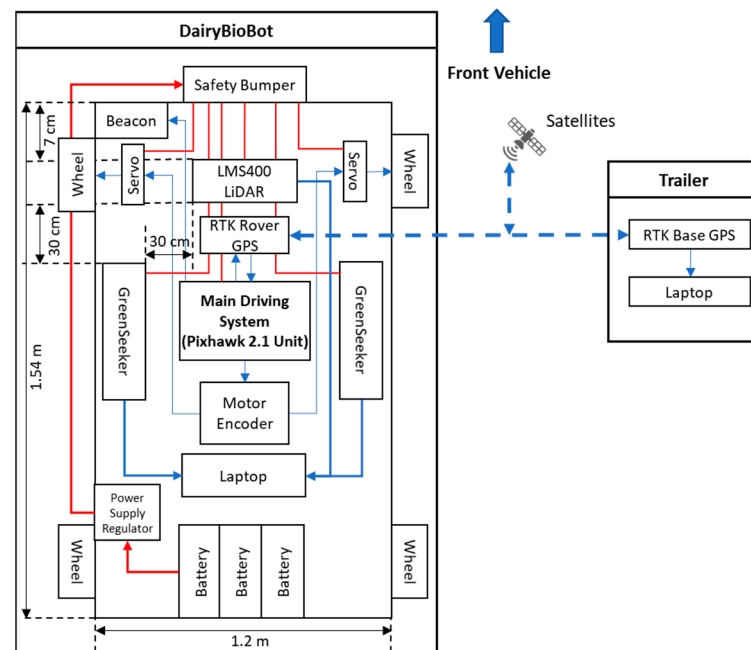 DairyBioBot
Front Vehicle
Safety Bumper
Satellites
Beacon
7 cm
Wheel
Servo
LMS400
LiDAR
Servo
Wheel
Trailer
RTK Rover
GPS
RTK Base GPS
30 cm
30 cm
Laptop
GreenSeeker
Main Driving
System
(Pixhawk 2.1 Unit)
GreenSeeker
1.54 m
Motor
Encoder
Laptop
Power
Supply
Regulator
Wheel
Battery
Battery
Battery
Wheel
1.2 m